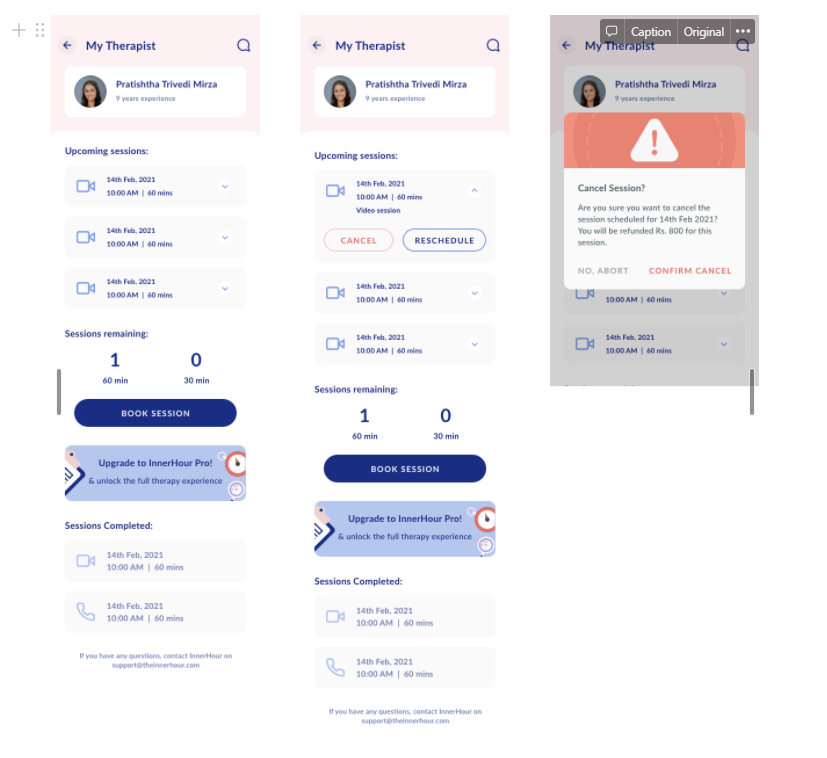 My Therapist
Pratishtha Trivedi Mirza
9 years experience
Upcoming sessions:
14th Feb, 2021
10:00 AM | 60 mins
14th Feb, 2021
10:00 AM | 60 mins
14th Feb, 2021
10:00 AM | 60 mins
Sessions remaining:
1 0
60 min 30 min
BOOK SESSION
Upgrade to InnerHour Pro!
& unlock the full therapy experience
Sessions Completed:
14th Feb, 2021
10:00 AM | 60 mins
14th Feb, 2021
10:00 AM | 60 mins
If you have any questions, contact InnerHour on
support@theinnerhour.com
My Therapist
Pratishtha Trivedi Mirza
9 years experience
Upcoming sessions:
14th Feb, 2021
10:00 AM | 60 mins
Video session
CANCEL RESCHEDULE
14th Feb, 2021
10:00 AM | 60 mins
14th Feb, 2021
10:00 AM | 60 mins
Sessions remaining:
1 0
60 min 30 min
BOOK SESSION
Upgrade to InnerHour Pro!
& unlock the full therapy experience
Sessions Completed:
14th Feb, 2021
10:00 AM | 60 mins
14th Feb, 2021
10:00 AM | 60 mins
If you have any questions, contact InnerHour on
support@theinnerhour.com
Caption Original
My Therapist
Pratishtha Trivedi Mirza
9 years experience
Cancel Session?
Are you sure you want to cancel the
session scheduled for 14th Feb 2021?
You will be refunded Rs. 800 for this
session.
NO, ABORT CONFIRM CANCEL
10:00 AM | 60 mins
14th Feb, 2021
10:00 AM | 60 mins